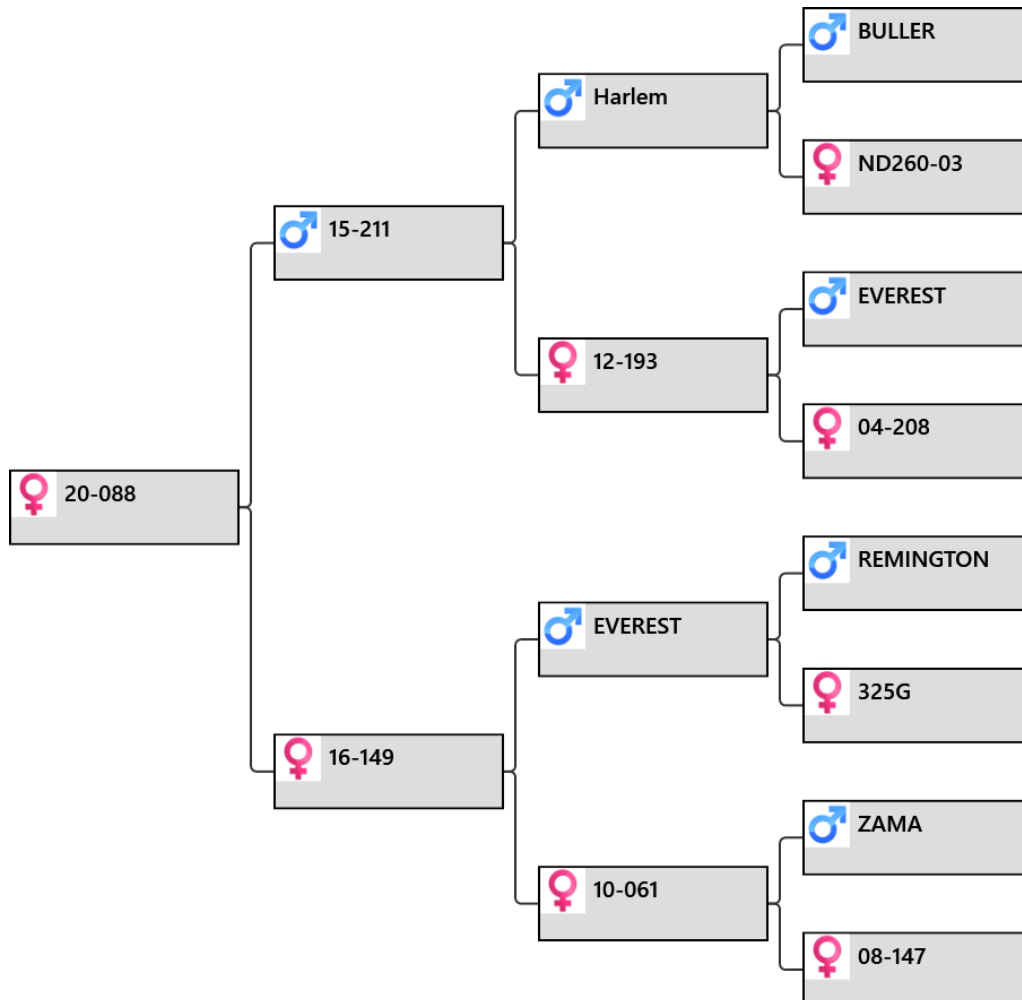 BULLER
Harlem
ND260-03
15-211
EVEREST
12-193
04-208
20-088
REMINGTON
EVEREST
325G
16-149
ZAMA
10-061
08-147